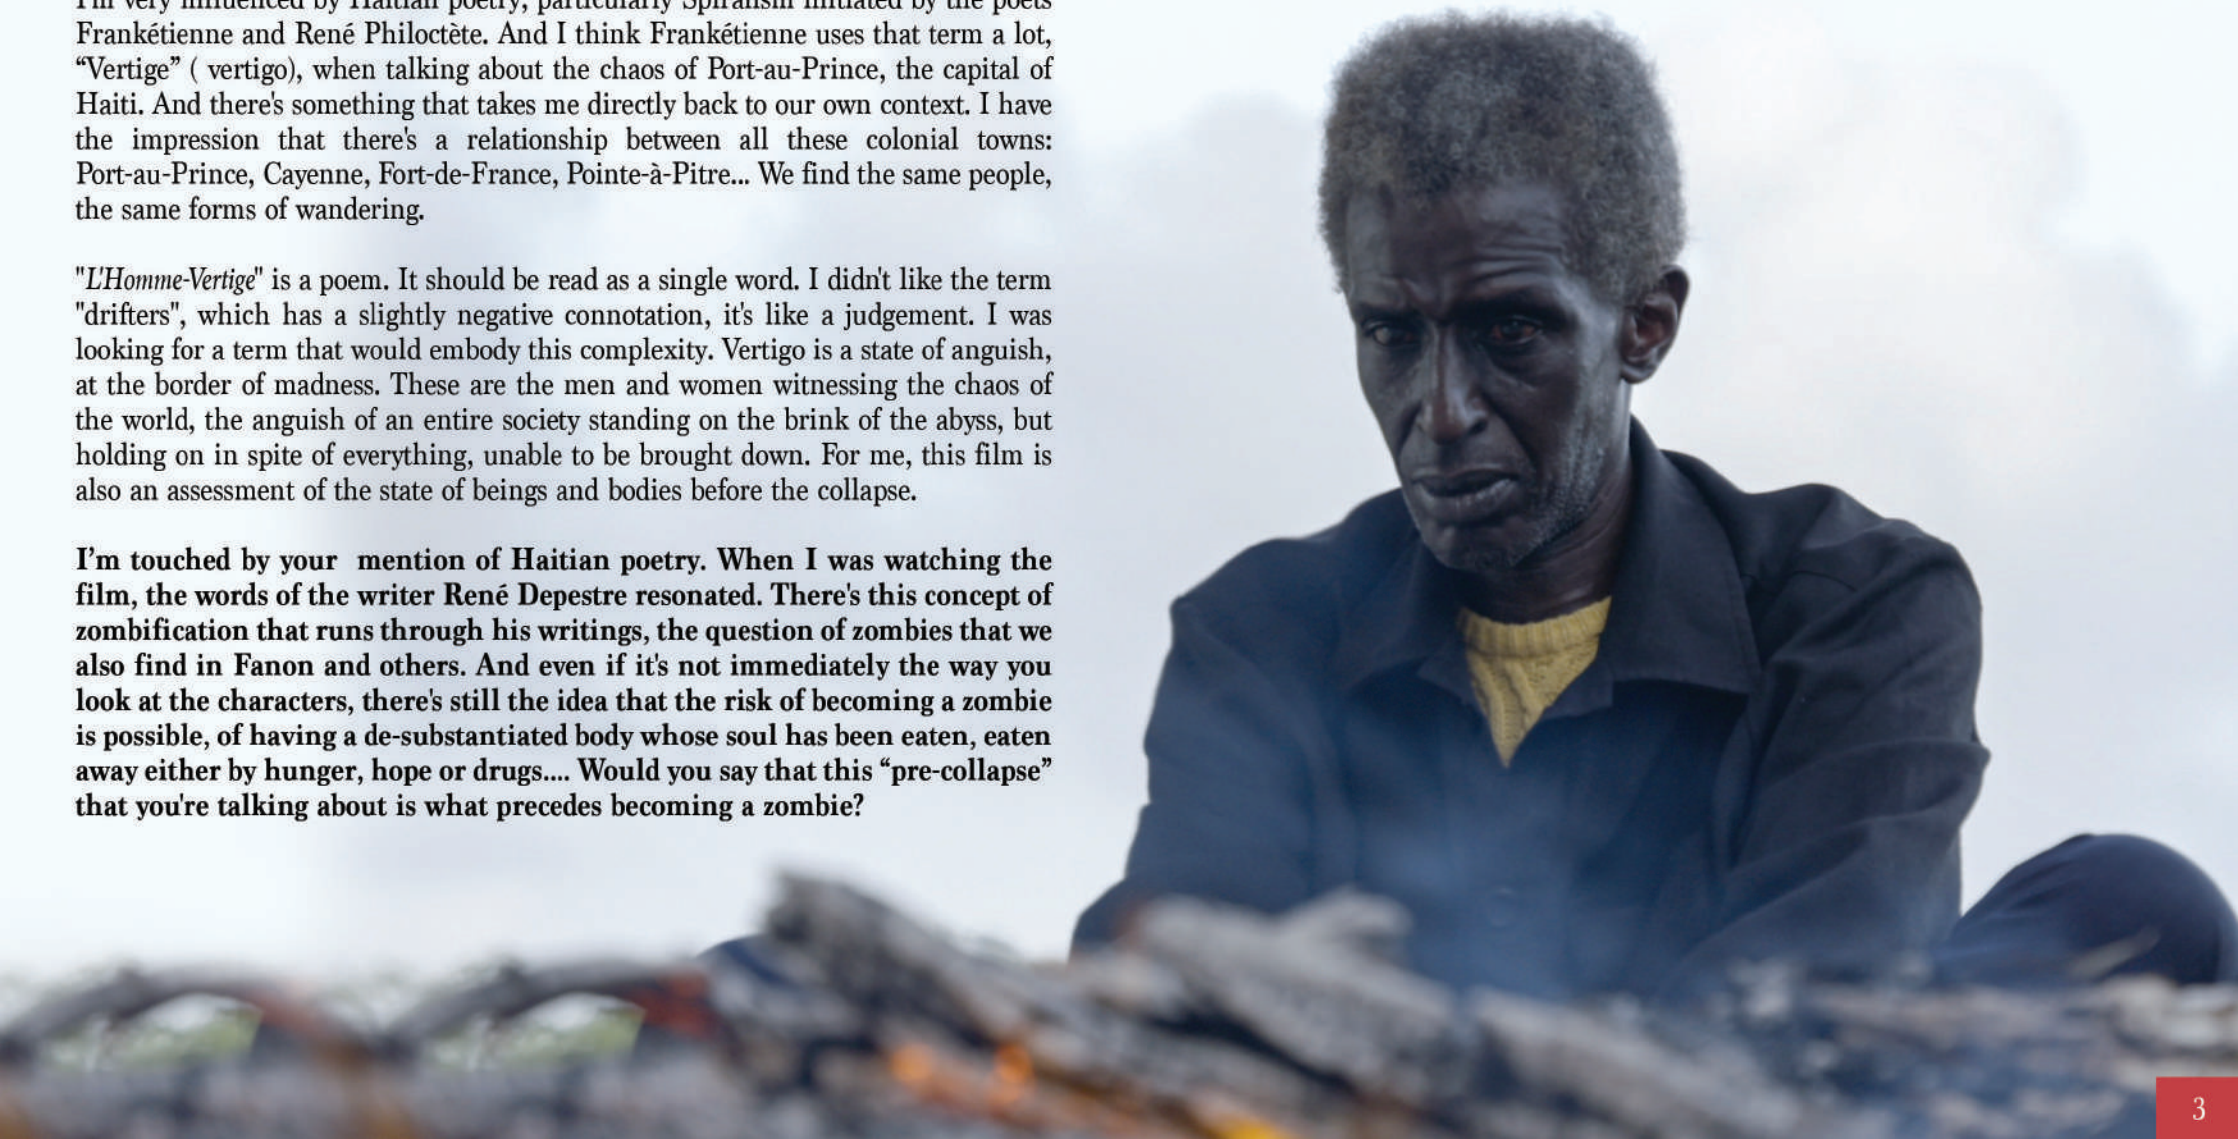 I'm very influenced by Haitian poetry, particularly Spiralism initiated by the poets
Frankétienne and René Philoctète. And I think Frankétienne uses that term a lot,
“Vertige” ( vertigo), when talking about the chaos of Port-au-Prince, the capital of
Haiti. And there's something that takes me directly back to our own context. I have
the impression that there's a relationship between all these colonial towns:
Port-au-Prince, Cayenne, Fort-de-France, Pointe-à-Pitre... We find the same people,
the same forms of wandering.
"L'Homme-Vertige" is a poem. It should be read as a single word. I didn't like the term
"drifters", which has a slightly negative connotation, it's like a judgement. I was
looking for a term that would embody this complexity. Vertigo is a state of anguish,
at the border of madness. These are the men and women witnessing the chaos of
the world, the anguish of an entire society standing on the brink of the abyss, but
holding on in spite of everything, unable to be brought down. For me, this film is
also an assessment of the state of beings and bodies before the collapse.
I’m touched by your  mention of Haitian poetry. When I was watching the
film, the words of the writer René Depestre resonated. There's this concept of
zombification that runs through his writings, the question of zombies that we
also find in Fanon and others. And even if it's not immediately the way you
look at the characters, there's still the idea that the risk of becoming a zombie
is possible, of having a de-substantiated body whose soul has been eaten, eaten
away either by hunger, hope or drugs.... Would you say that this “pre-collapse”
that you're talking about is what precedes becoming a zombie?
3